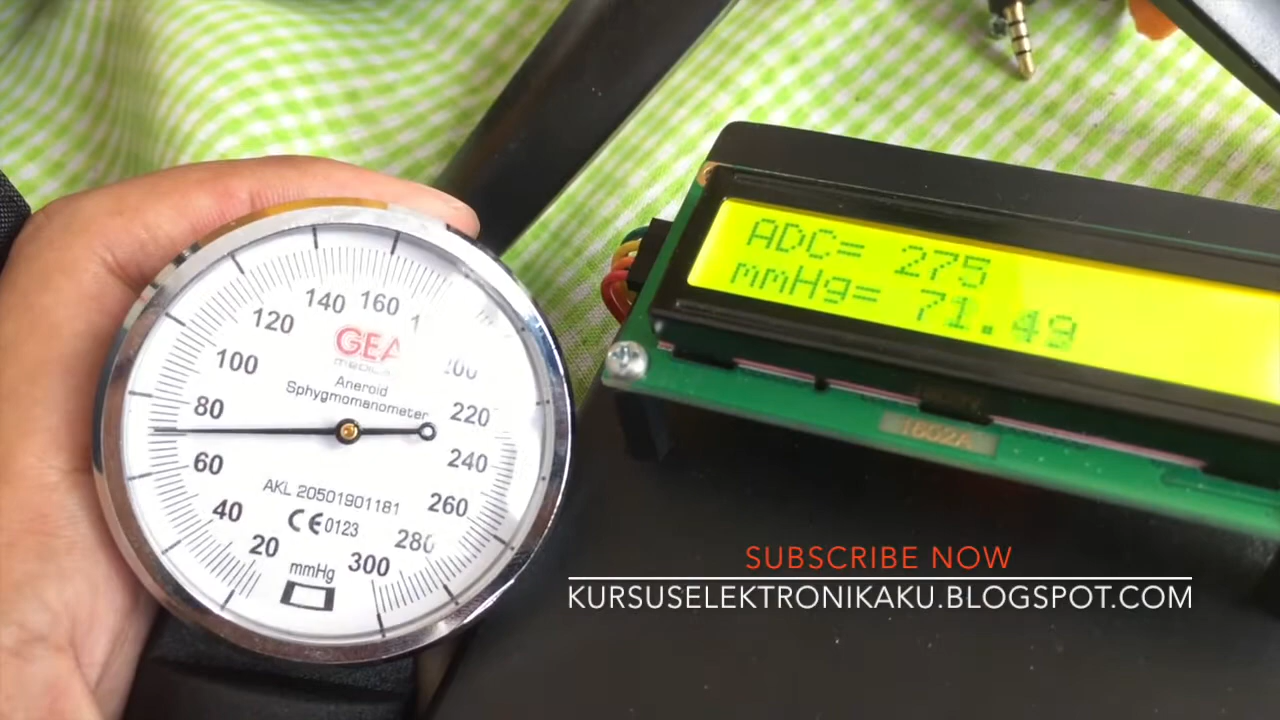 140 160
120
100
80
60
40
20
220
240
260
300
GEA
Aneroid
Sphygmomanometer
AKL 20501901181
CE 0123
mmHg
ADC= 275
mmHg= 71.49
1602A
SUBSCRIBE NOW
KURSUSELEKTRONIKAKU.BLOGSPOT.COM